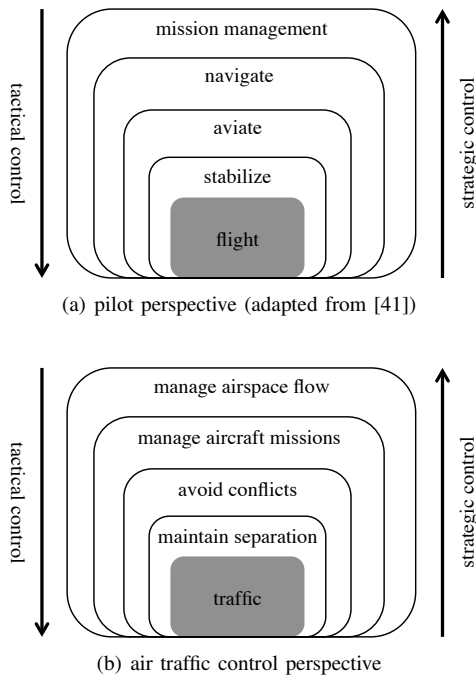 mission management
navigate
aviate
stabilize
flight
tactical control
strategic control
(a) pilot perspective (adapted from [41])
manage airspace flow
manage aircraft missions
avoid conflicts
maintain separation
traffic
tactical control
strategic control
(b) air traffic control perspective